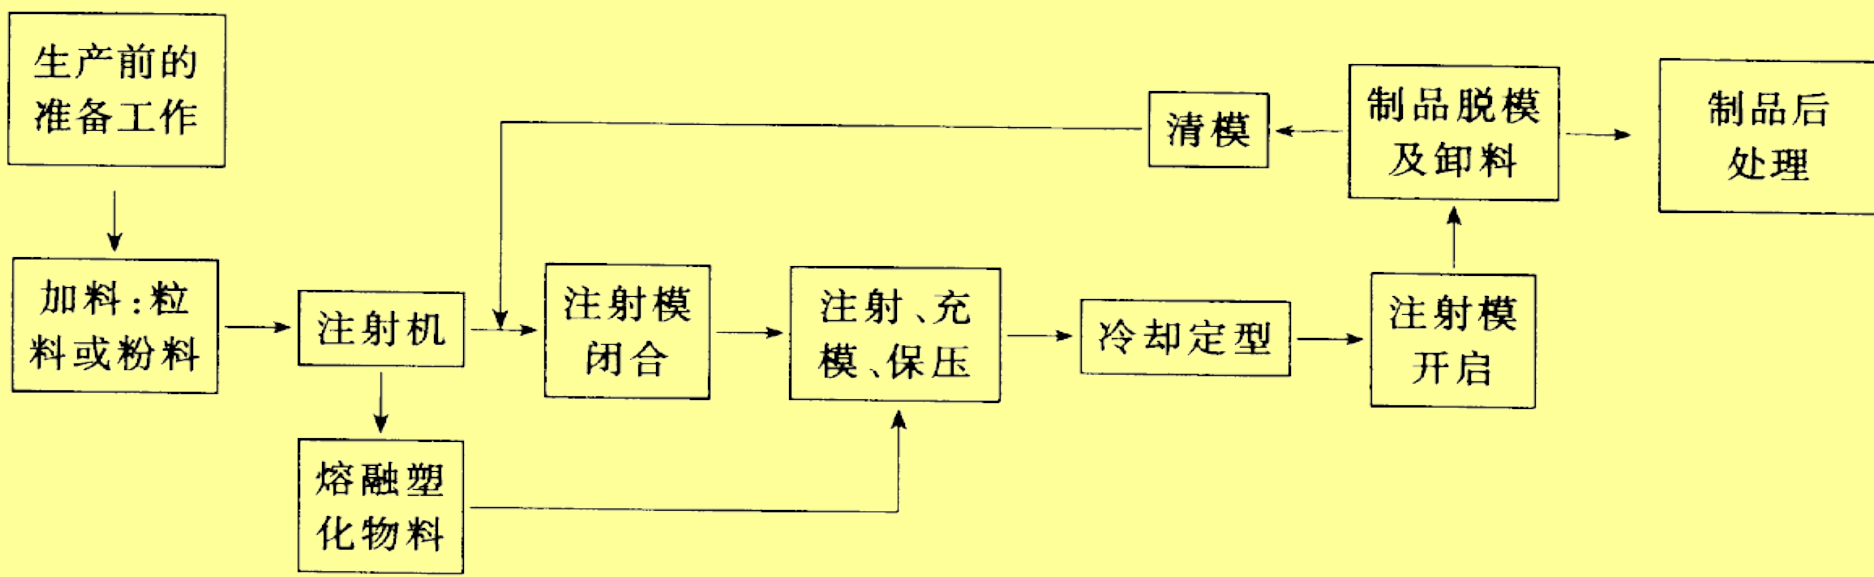 生产前的
准备工作
清模
制品脱模
及卸料
制品后
处理
加料:粒
料或粉料
注射机
注射模
闭合
注射、充
模、保压
冷却定型
注射模
开启
熔融塑
化物料